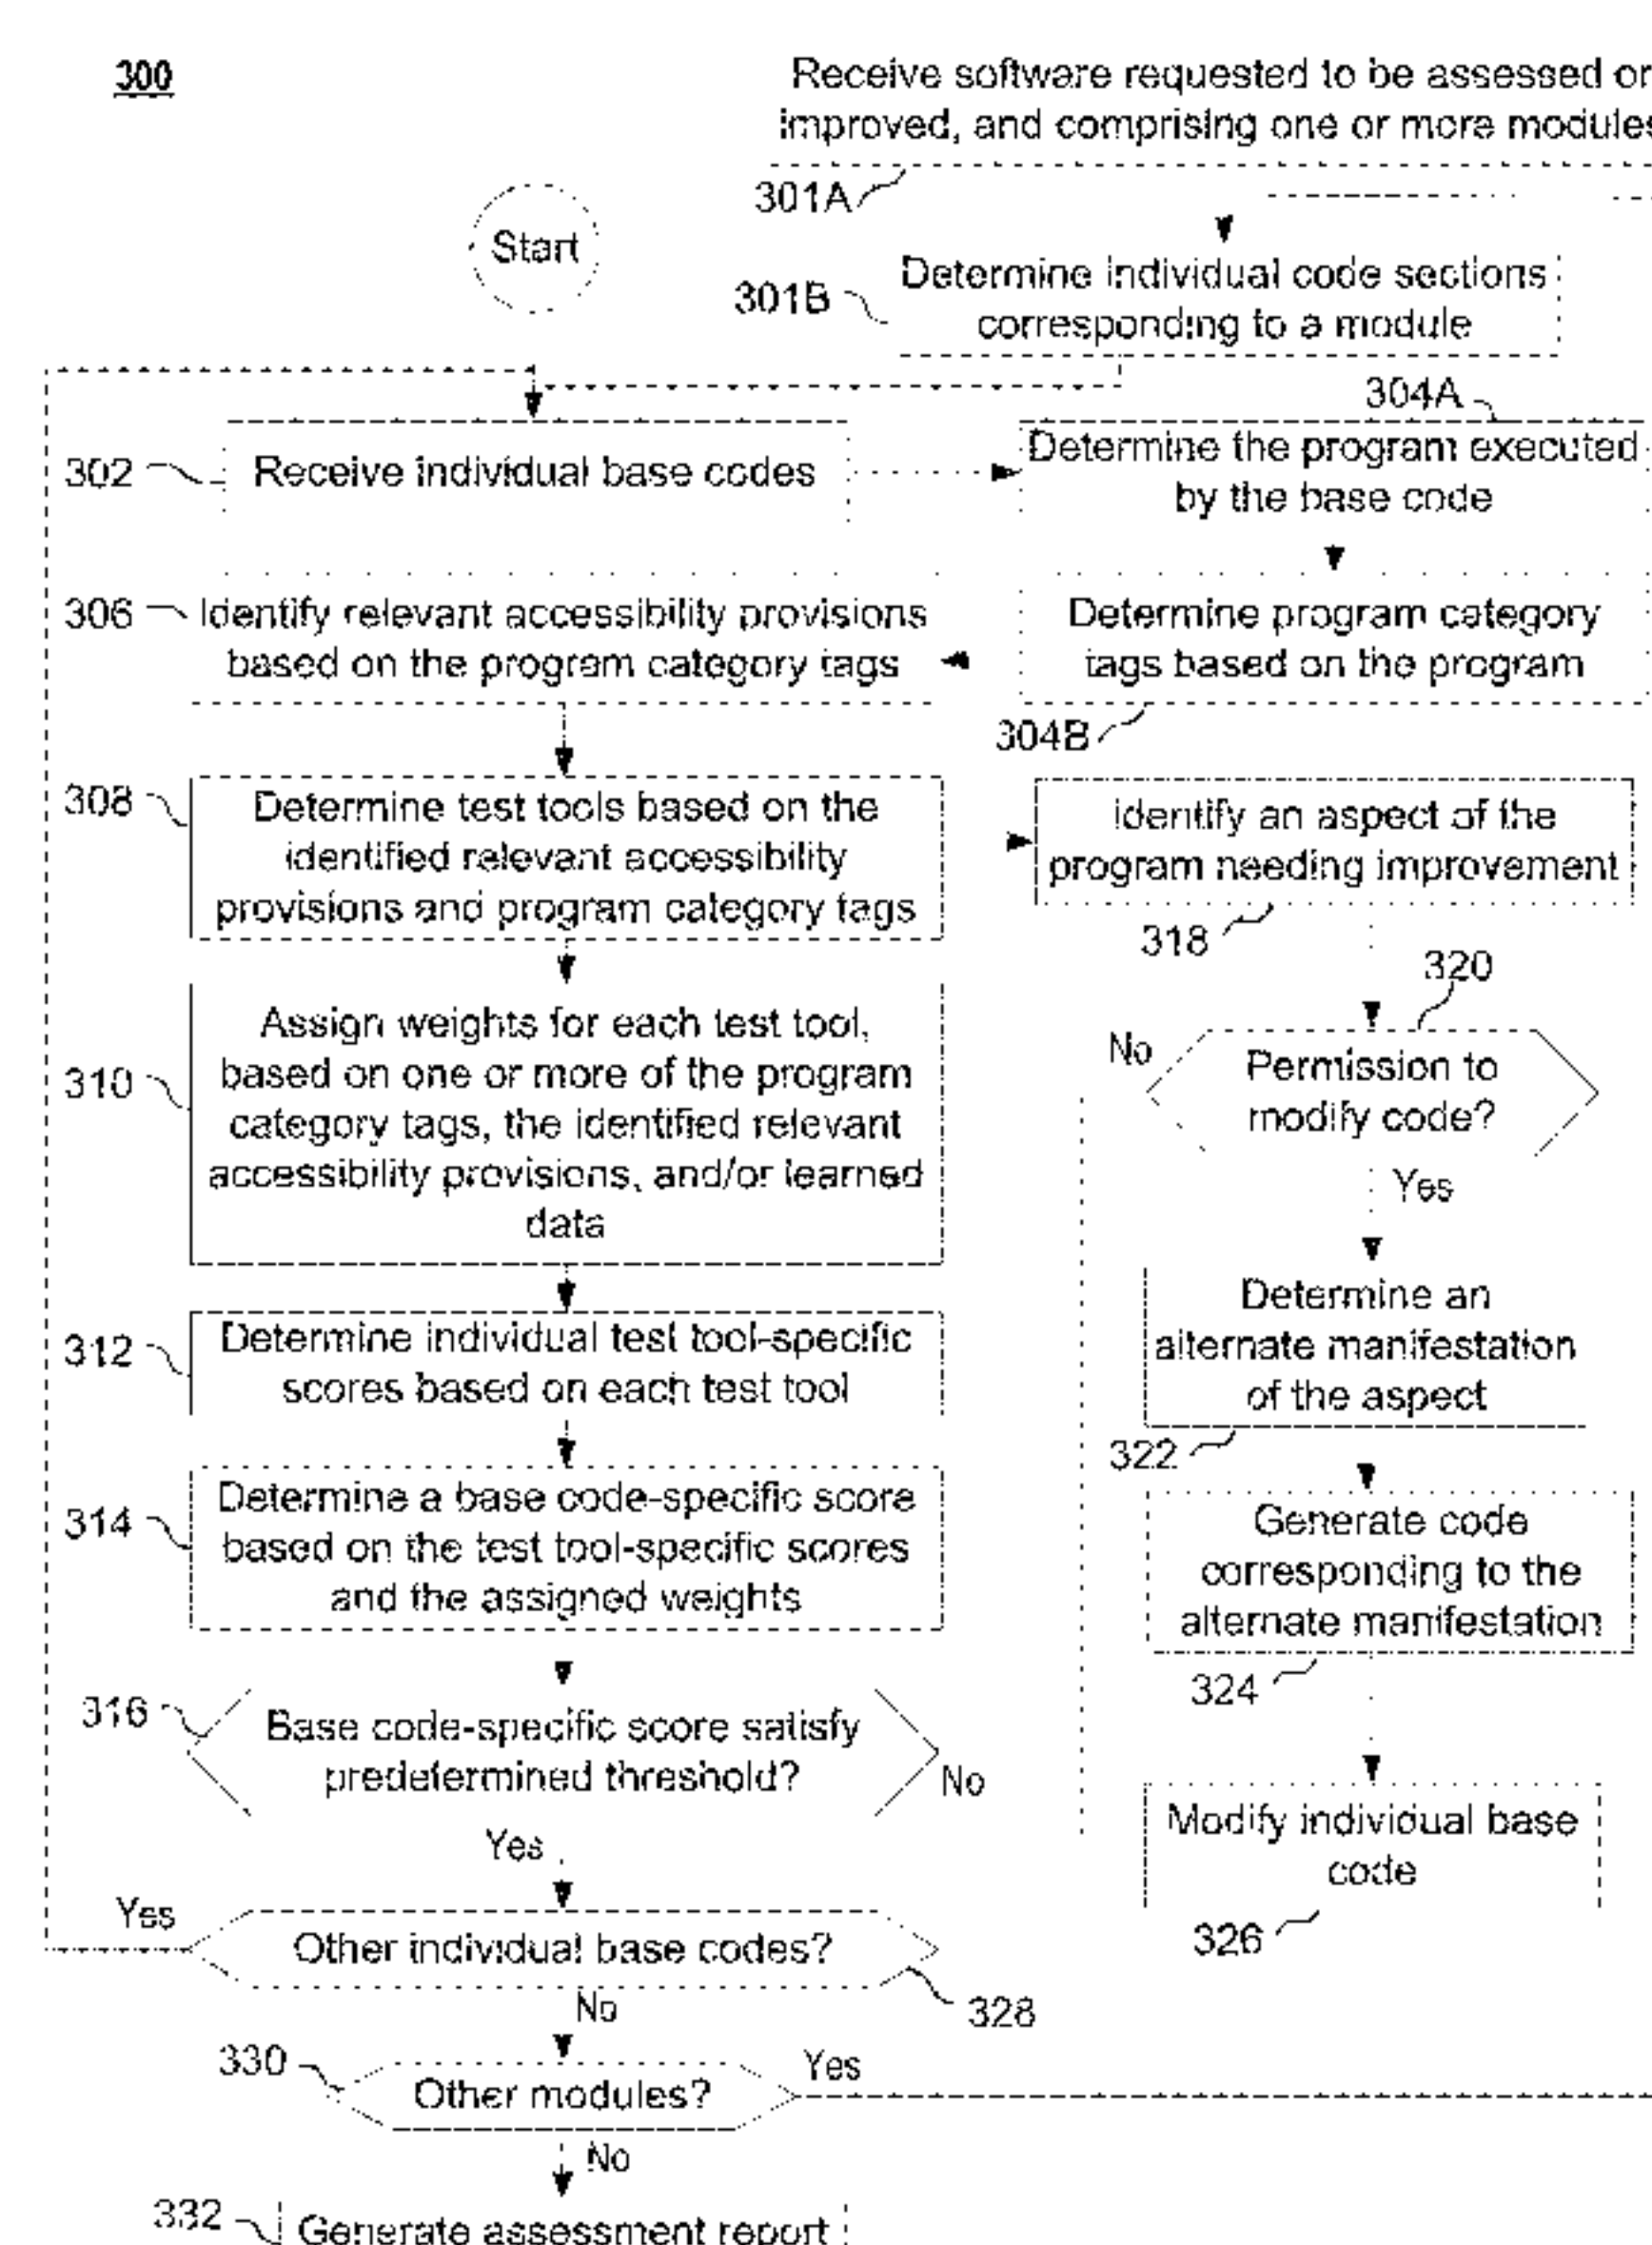 300
Receive software requested to be assessed or
improved, and comprising one or more modules
301A
Start
301B
Determine individual code sections
corresponding to a module
304A
302
Receive individual base codes
Determine the program executed
by the base code
306
Identify relevant accessibility provisions
based on the program category tags
Determine program category
tags based on the program
304B
308
Determine test tools based on the
identified relevant accessibility
provisions and program category tags
Identify an aspect of the
program needing improvement
318
320
310
Assign weights for each test tool,
based on one or more of the program
category tags, the identified relevant
accessibility provisions, and/or learned
data
No
Permission to
modify code?
Yes
312
Determine individual test tool-specific
scores based on each test tool
Determine an
alternate manifestation
of the aspect
322
314
Determine a base code-specific score
based on the test tool-specific scores
and the assigned weights
Generate code
corresponding to the
alternate manifestation
324
316
Base code-specific score satisfy
predetermined threshold?
No
Yes
Modify individual base
code
326
Yes
Other individual base codes?
328
No
330
Other modules?
Yes
No
332
Generate assessment report